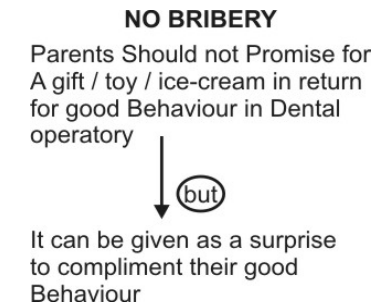 NO BRIBERY
Parents Should not Promise for
A gift / toy / ice-cream in return
for good Behaviour in Dental
operatory
but
It can be given as a surprise
to compliment their good
Behaviour